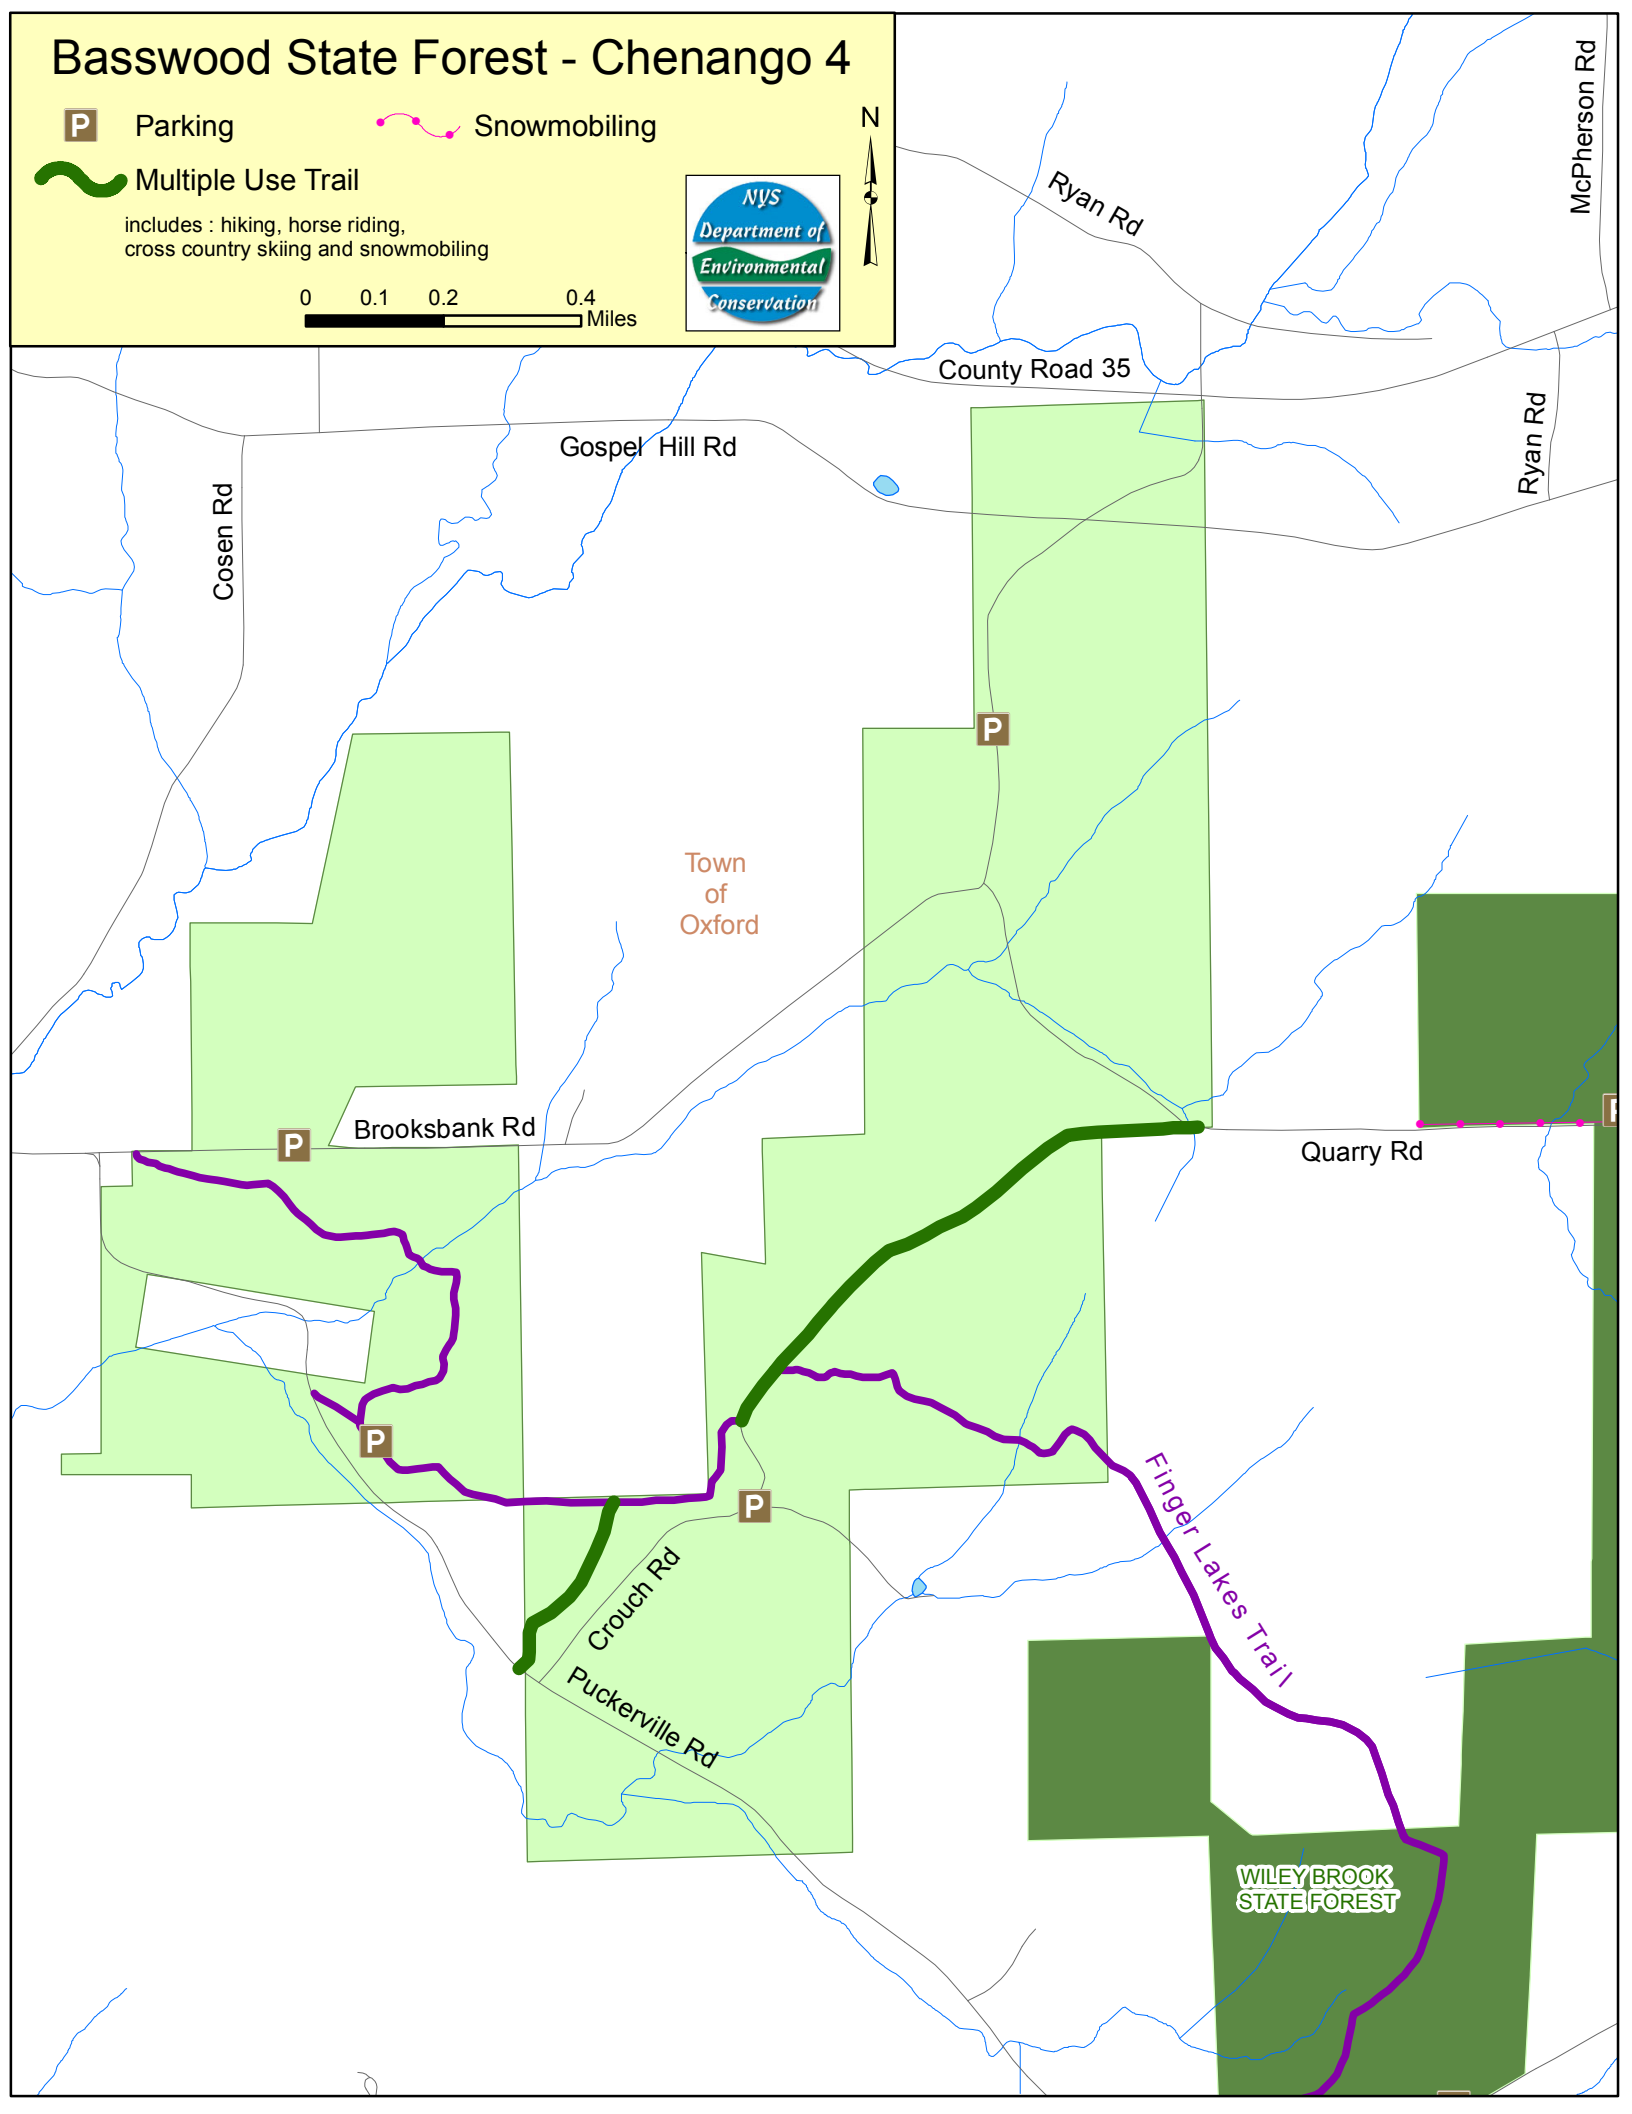 Basswood State Forest - Chenango 4
P Parking
Snowmobiling
N
Multiple Use Trail
includes : hiking, horse riding,
cross country skiing and snowmobiling
0 0.1 0.2 0.4
Miles
NYS
Department of
Environmental
Conservation
McPherson Rd
Ryan Rd
County Road 35
Ryan Rd
Gospel Hill Rd
Cosen Rd
P
Town
of
Oxford
P
Brooksbank Rd
P
Quarry Rd
P
P
Finger Lakes Trail
Crouch Rd
Puckerville Rd
WILEY BROOK
STATE FOREST